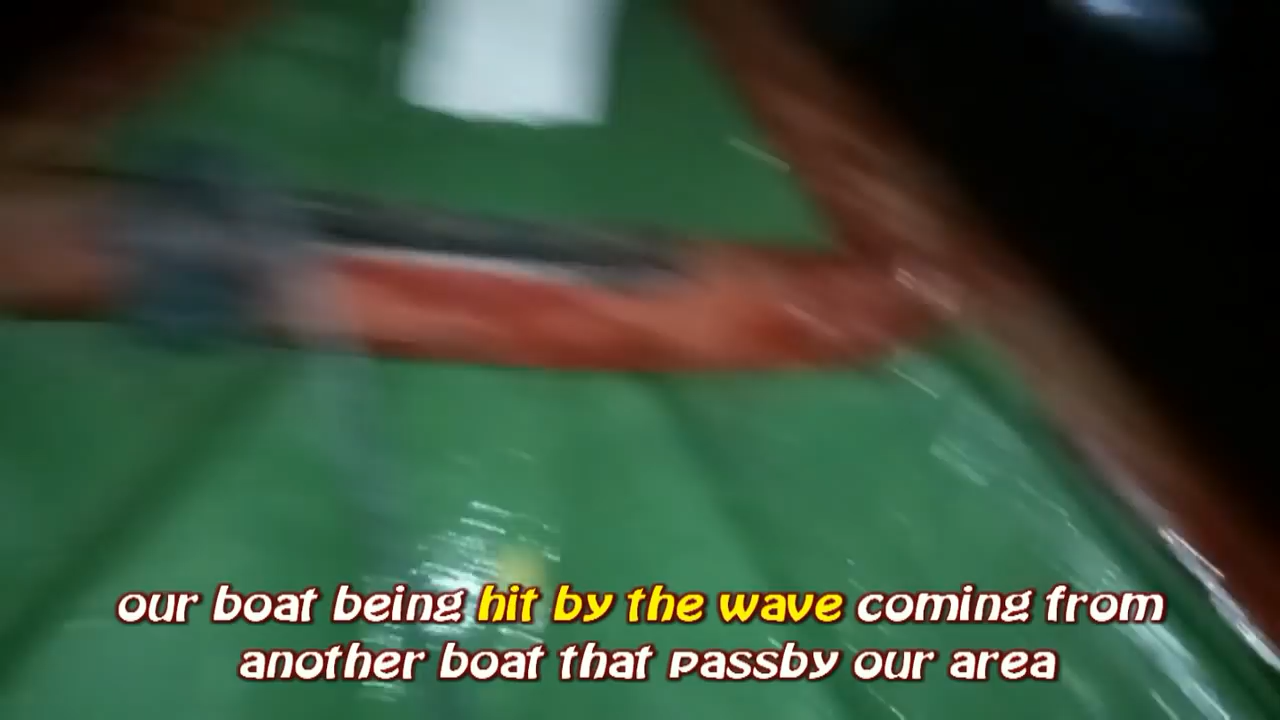 our boat being hit by the wave coming from
another boat that passby our area